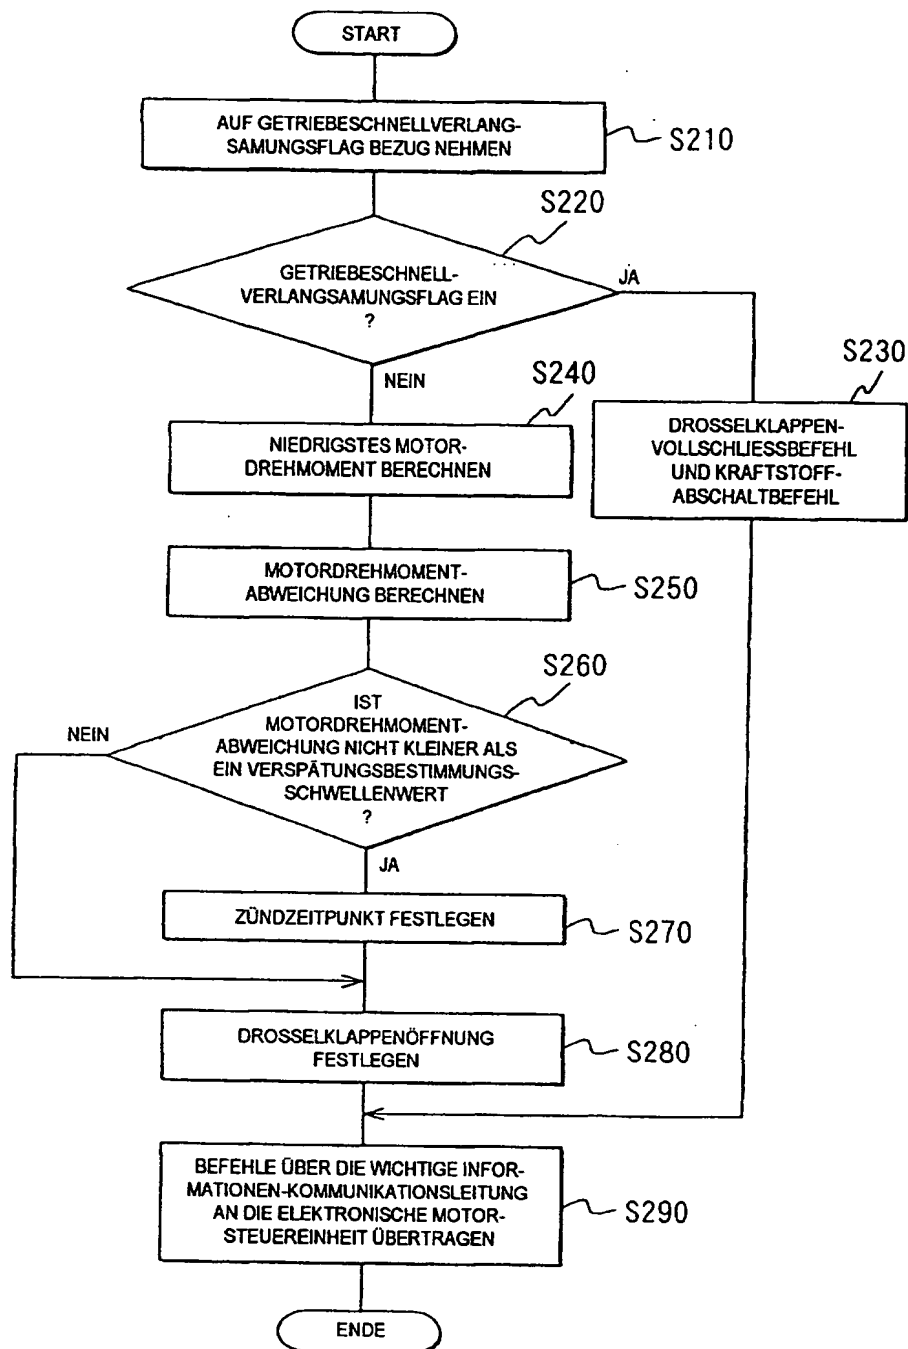 START
AUF GETRIEBESCHNELLVERLANG-
SAMUNGSFLAG BEZUG NEHMEN
S210
S220
GETRIEBESCHNELL-
VERLANGSAMUNGSFLAG EIN
?
JA
NEIN
S230
DROSSELKLAPPEN-
VOLLSCHLIESSBEFEHL
UND KRAFTSTOFF-
ABSCHALTBEFEHL
S240
NIEDRIGSTES MOTOR-
DREHMOMENT BERECHNEN
MOTORDREHMOMENT-
ABWEICHUNG BERECHNEN
S250
S260
IST
MOTORDREHMOMENT-
ABWEICHUNG NICHT KLEINER ALS
EIN VERSPÄTUNGSBESTIMMUNGS-
SCHWELLENWERT
?
NEIN
JA
ZÜNDZEITPUNKT FESTLEGEN
S270
DROSSELKLAPPENÖFFNUNG
FESTLEGEN
S280
BEFEHLE ÜBER DIE WICHTIGE INFOR-
MATIONEN-KOMMUNIKATIONSLEITUNG
AN DIE ELEKTRONISCHE MOTOR-
STEUEREINHEIT ÜBERTRAGEN
S290
ENDE